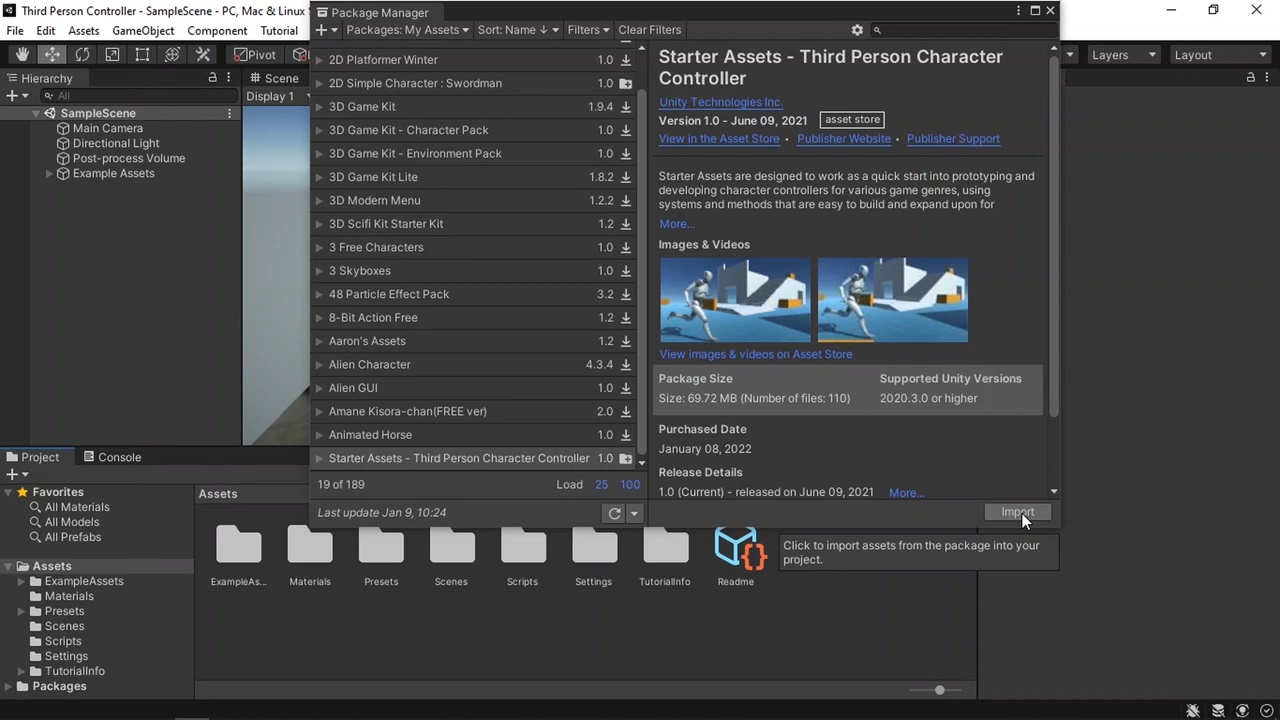 Third Person Controller - SampleScene - PC, Mac & Linux S
File Edit Assets GameObject Component Tutorial
Pivot
Layers
Layout
Hierarchy
All
SampleScene
Main Camera
Directional Light
Post-process Volume
Example Assets
Scene
Display 1
Package Manager
Packages: My Assets
Sort: Name ↓
Filters
Clear Filters
2D Platformer Winter 1.0
2D Simple Character : Swordman 1.0
3D Game Kit 1.9.4
3D Game Kit - Character Pack 1.0
3D Game Kit - Environment Pack 1.0
3D Game Kit Lite 1.8.2
3D Modern Menu 1.2.2
3D Scifi Kit Starter Kit 1.2
3 Free Characters 1.0
3 Skyboxes 1.0
48 Particle Effect Pack 3.2
8-Bit Action Free 1.2
Aaron's Assets 1.2
Alien Character 4.3.4
Alien GUI 1.0
Amane Kisora-chan(FREE ver) 2.0
Animated Horse 1.0
Starter Assets - Third Person Character Controller 1.0
19 of 189
Load 25 100
Last update Jan 9, 10:24
Starter Assets - Third Person Character
Controller
Unity Technologies Inc.
Version 1.0 - June 09, 2021 asset store
View in the Asset Store • Publisher Website • Publisher Support
Starter Assets are designed to work as a quick start into prototyping and
developing character controllers for various game genres, using
systems and methods that are easy to build and expand upon for
More...
Images & Videos
View images & videos on Asset Store
Package Size
Size: 69.72 MB (Number of files: 110)
Supported Unity Versions
2020.3.0 or higher
Purchased Date
January 08, 2022
Release Details
1.0 (Current) - released on June 09, 2021 More...
Import
Click to import assets from the package into your
project.
Project
Console
Favorites
All Materials
All Models
All Prefabs
Assets
ExampleAssets
Materials
Presets
Scenes
Scripts
Settings
TutorialInfo
Packages
Assets
ExampleAs...
Materials
Presets
Scenes
Scripts
Settings
TutorialInfo
Readme